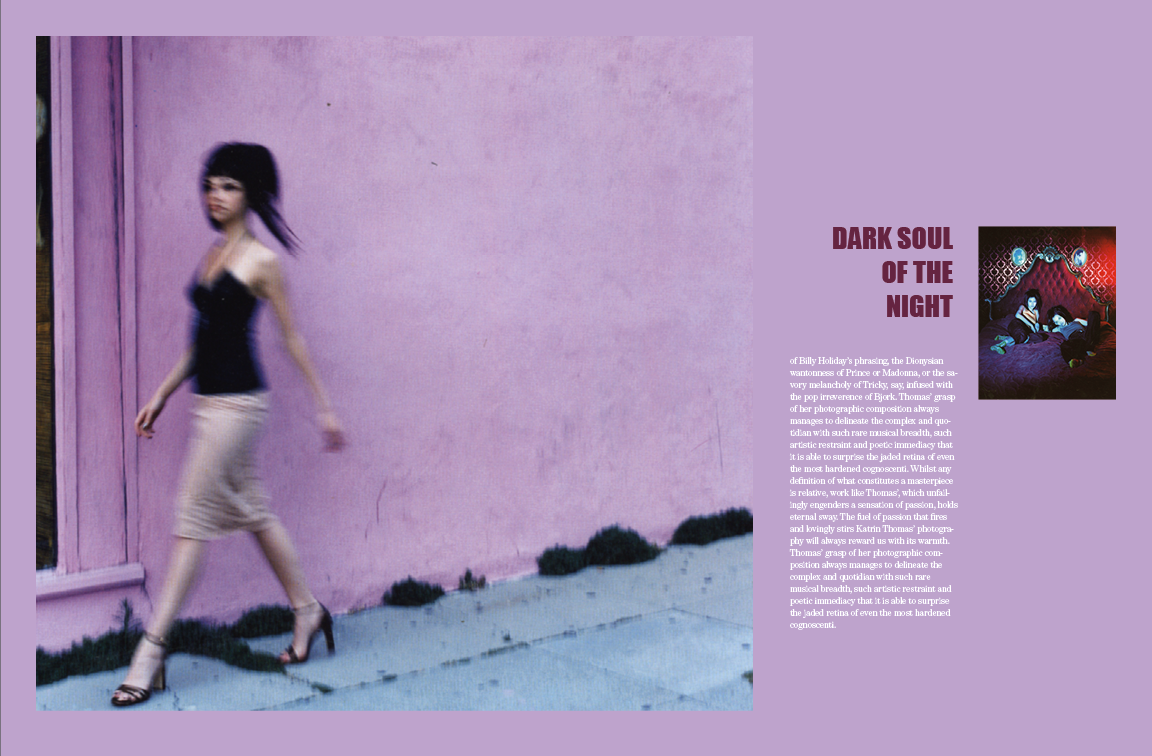 DARK SOUL
OF THE
NIGHT
of Billy Holiday's phrasing, the Dionysian
wantonness of Prince or Madonna, or the sa-
vory melancholy of Tricky, say, infused with
the pop irreverence of Bjork. Thomas' grasp
of her photographic composition always
manages to delineate the complex and quo-
tidian with such rare musical breadth, such
artistic restraint and poetic immediacy that
it is able to surprise the jaded retina of even
the most hardened cognoscenti. Whilst any
definition of what constitutes a masterpiece
is relative, work like Thomas', which unfail-
ingly engenders a sensation of passion, holds
eternal sway. The fuel of passion that fires
and lovingly stirs Katrin Thomas' photogra-
phy will always reward us with its warmth.
Thomas' grasp of her photographic com-
position always manages to delineate the
complex and quotidian with such rare
musical breadth, such artistic restraint and
poetic immediacy that it is able to surprise
the jaded retina of even the most hardened
cognoscenti.